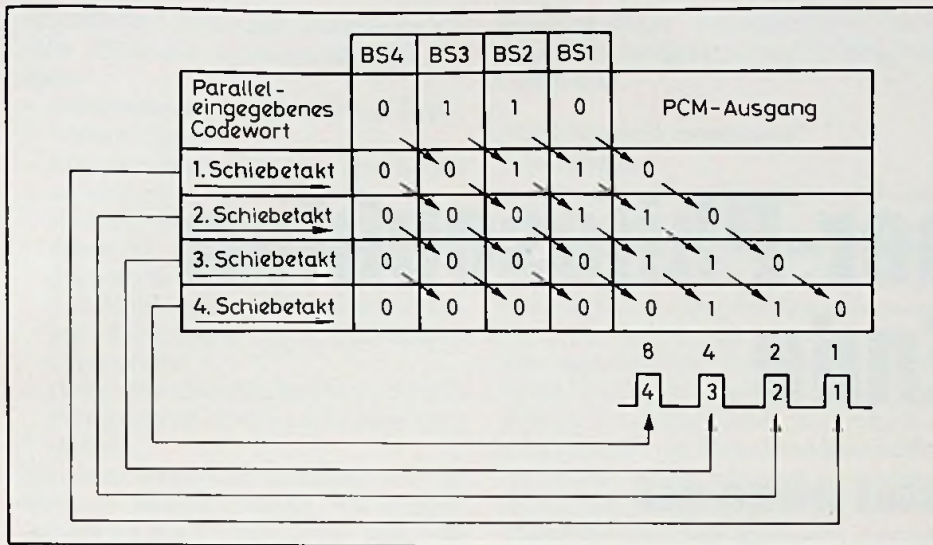 BS4 BS3 BS2 BS1
Parallel-
eingegebenes
Codewort
0 1 1 0 PCM-Ausgang
1. Schiebetakt 0 0 1 1 0
2. Schiebetakt 0 0 0 1 1 0
3. Schiebetakt 0 0 0 0 1 1 0
4. Schiebetakt 0 0 0 0 0 1 1 0
8 4 2 1
4 3 2 1